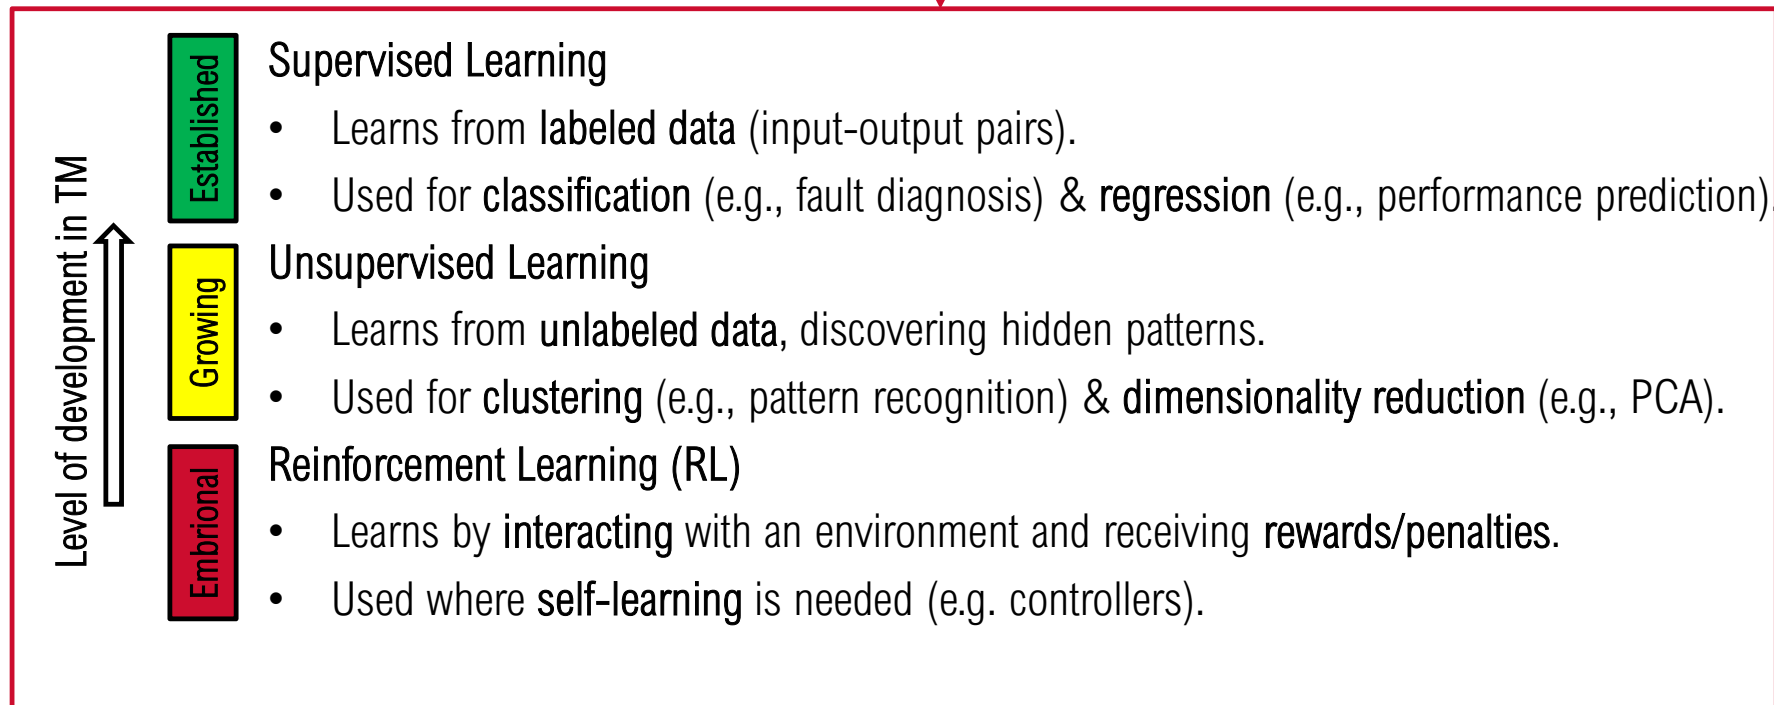 Level of development in TM
Established
Supervised Learning
• Learns from labeled data (input-output pairs).
• Used for classification (e.g., fault diagnosis) & regression (e.g., performance prediction).
Growing
Unsupervised Learning
• Learns from unlabeled data, discovering hidden patterns.
• Used for clustering (e.g., pattern recognition) & dimensionality reduction (e.g., PCA).
Embrional
Reinforcement Learning (RL)
• Learns by interacting with an environment and receiving rewards/penalties.
• Used where self-learning is needed (e.g. controllers).